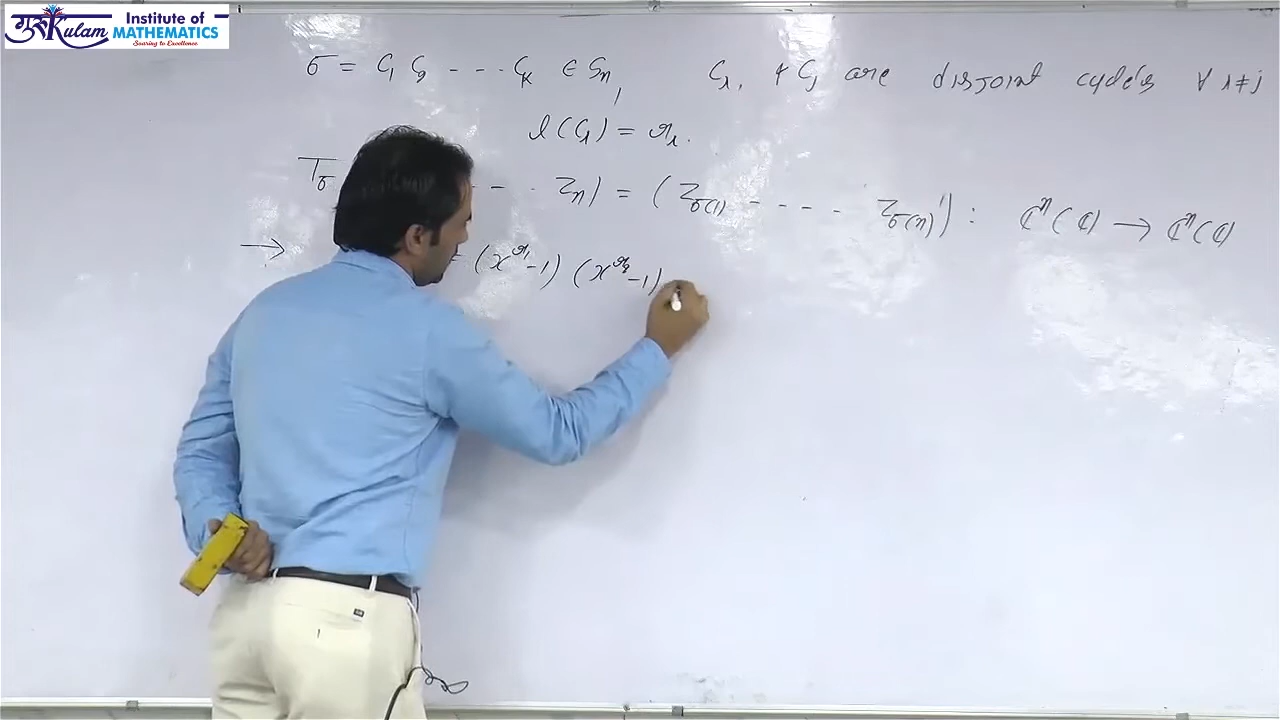 गुरुKulam Institute of MATHEMATICS
Soaring to Excellence
σ = C₁ C₂ - - - Cₖ ∈ Sₙ, Cᵢ, & Cⱼ are disjoint cycles ∀ i≠j
l(Cᵢ) = rᵢ.
T_σ - - . Zₙ) = (Z_σ(1) - - - - Z_σ(n)) : ℂⁿ(ℂ) → ℂⁿ(ℂ)
→ = (x^r₁ - 1) (x^r₂ - 1)